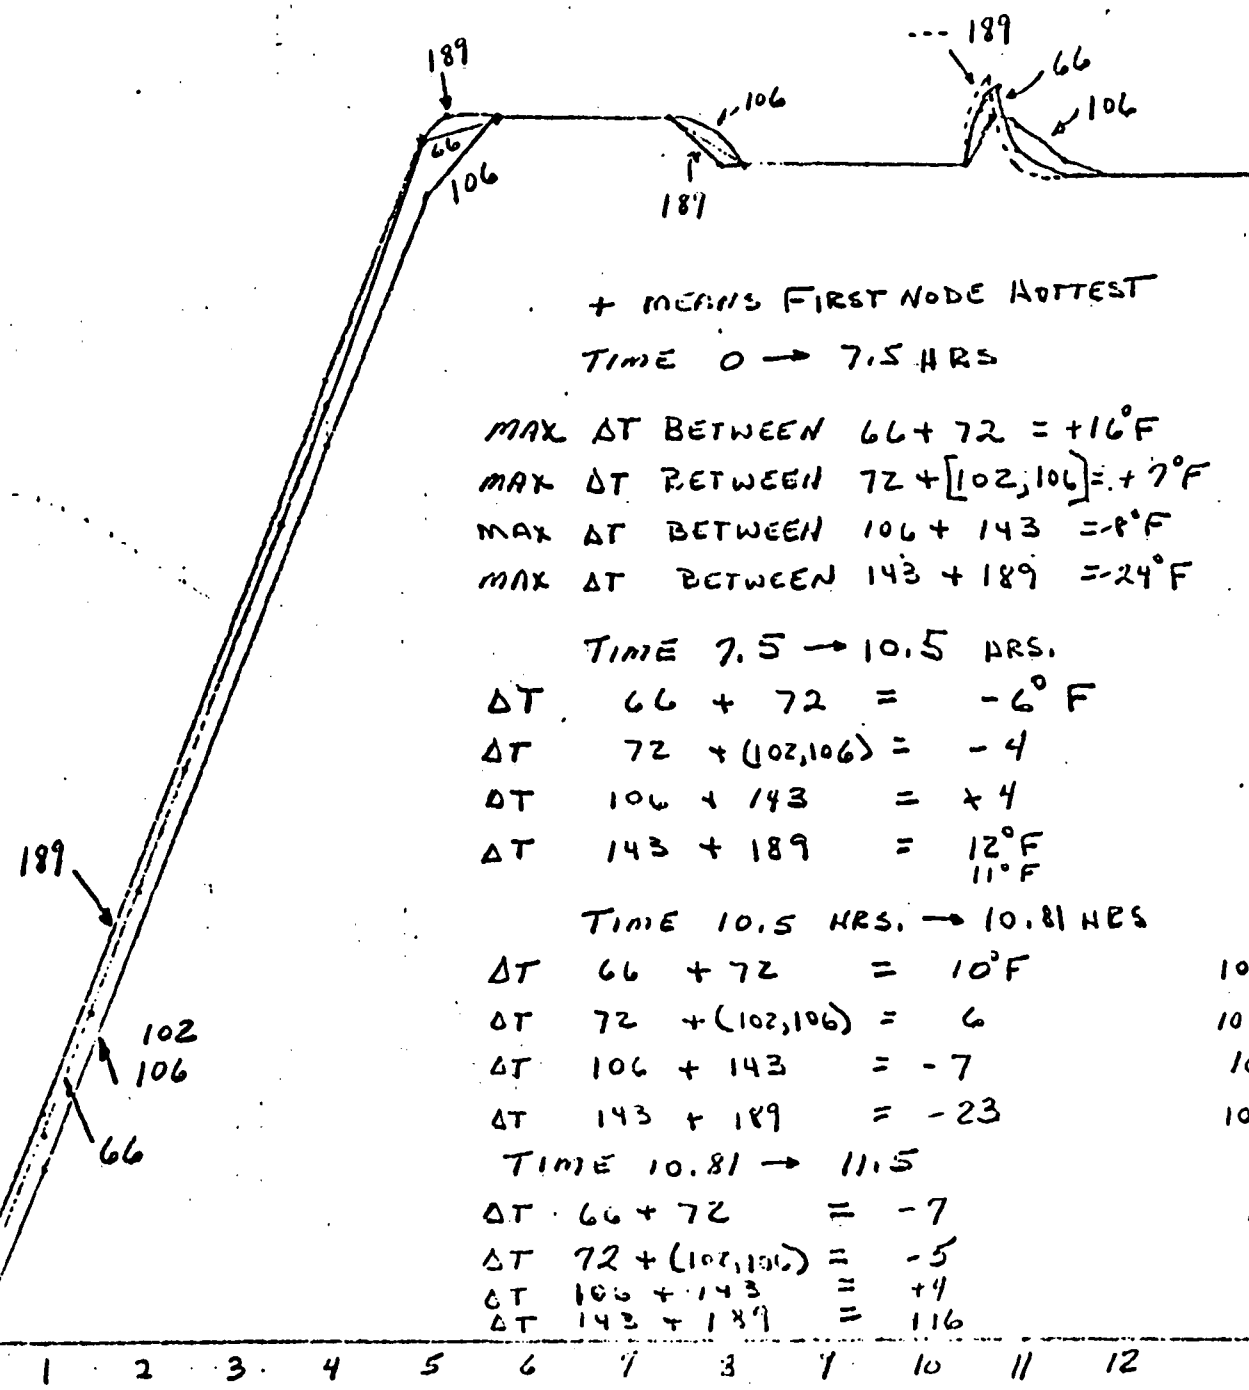 --- 189
189
66
106
106
66
106
189
+ MEANS FIRST NODE HOTTEST
TIME 0 → 7.5 HRS
MAX ΔT BETWEEN 66 + 72 = +16°F
MAX ΔT BETWEEN 72 + [102,106] = + 7°F
MAX ΔT BETWEEN 106 + 143 = -8°F
MAX ΔT BETWEEN 143 + 189 = -24°F
TIME 7.5 → 10.5 HRS.
ΔT 66 + 72 = -6° F
ΔT 72 + (102,106) = - 4
ΔT 106 + 143 = + 4
ΔT 143 + 189 = 12°F
11°F
189
TIME 10.5 HRS. → 10.81 HRS
ΔT 66 + 72 = 10°F
10
ΔT 72 + (102,106) = 6
10
102
106
ΔT 106 + 143 = - 7
ΔT 143 + 189 = - 23
10
66
TIME 10.81 → 11.5
ΔT 66 + 72 = - 7
ΔT 72 + (102,106) = - 5
ΔT 106 + 143 = +4
ΔT 143 + 189 = 116
1 2 3 4 5 6 7 8 9 10 11 12